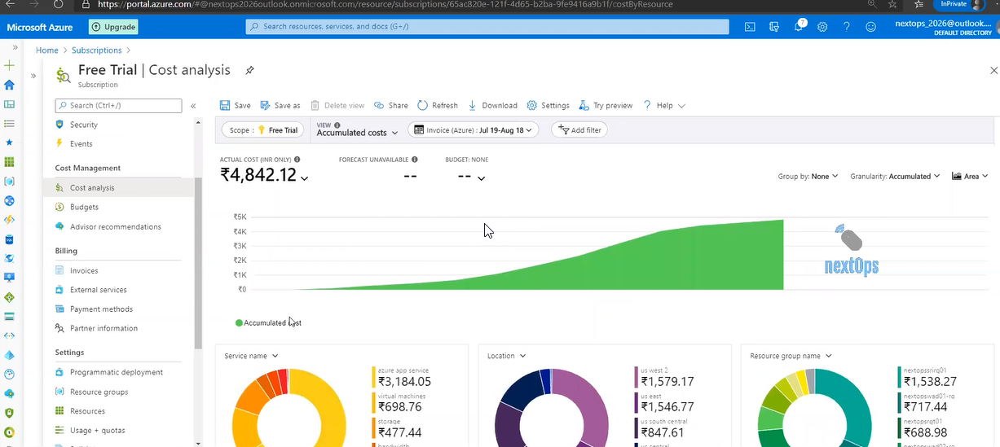 https://portal.azure.com/#@nextops2026outlook.onmicrosoft.com/resource/subscriptions/65ac820e-121f-4d65-b2ba-9fe9416a9b1f/costByResource
InPrivate
Microsoft Azure
Upgrade
Search resources, services, and docs (G+/)
7
nextops_2026@outlook....
DEFAULT DIRECTORY
Home > Subscriptions >
Free Trial | Cost analysis
Subscription
Search (Ctrl+/)
Security
Events
Cost Management
Cost analysis
Budgets
Advisor recommendations
Billing
Invoices
External services
Payment methods
Partner information
Settings
Programmatic deployment
Resource groups
Resources
Usage + quotas
Save
Save as
Delete view
Share
Refresh
Download
Settings
Try preview
Help
Scope : Free Trial
VIEW
Accumulated costs
Invoice (Azure) : Jul 19-Aug 18
Add filter
ACTUAL COST (INR ONLY)
₹4,842.12
FORECAST UNAVAILABLE
--
BUDGET: NONE
--
Group by: None
Granularity: Accumulated
Area
₹5K
₹4K
₹3K
₹2K
₹1K
₹0
nextOps
Accumulated cost
Service name
azure app service
₹3,184.05
virtual machines
₹698.76
storage
₹477.44
bandwidth
Location
us west 2
₹1,579.17
us east
₹1,546.77
us south central
₹847.61
us central
Resource group name
nextopssrirq01
₹1,538.27
nextopswad01-rg
₹717.44
nextopsrqt01
₹688.98